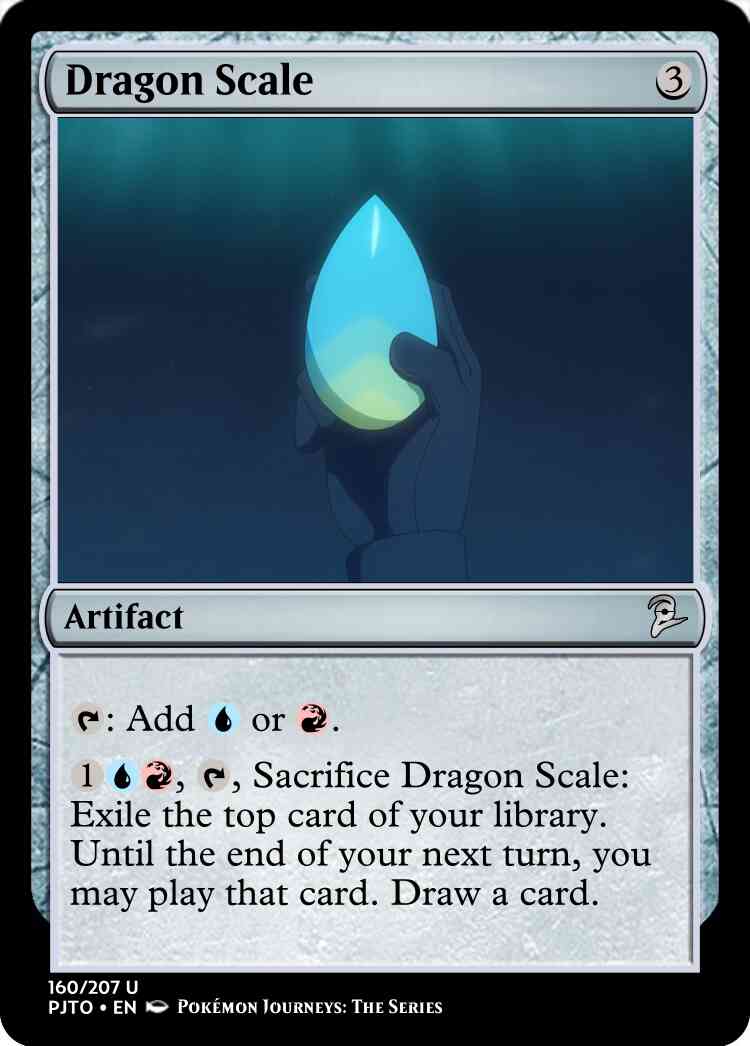 Dragon Scale 3
Artifact
: Add or .
1 , , Sacrifice Dragon Scale:
Exile the top card of your library.
Until the end of your next turn, you
may play that card. Draw a card.
160/207 U
PJTO • EN Pokémon Journeys: The Series